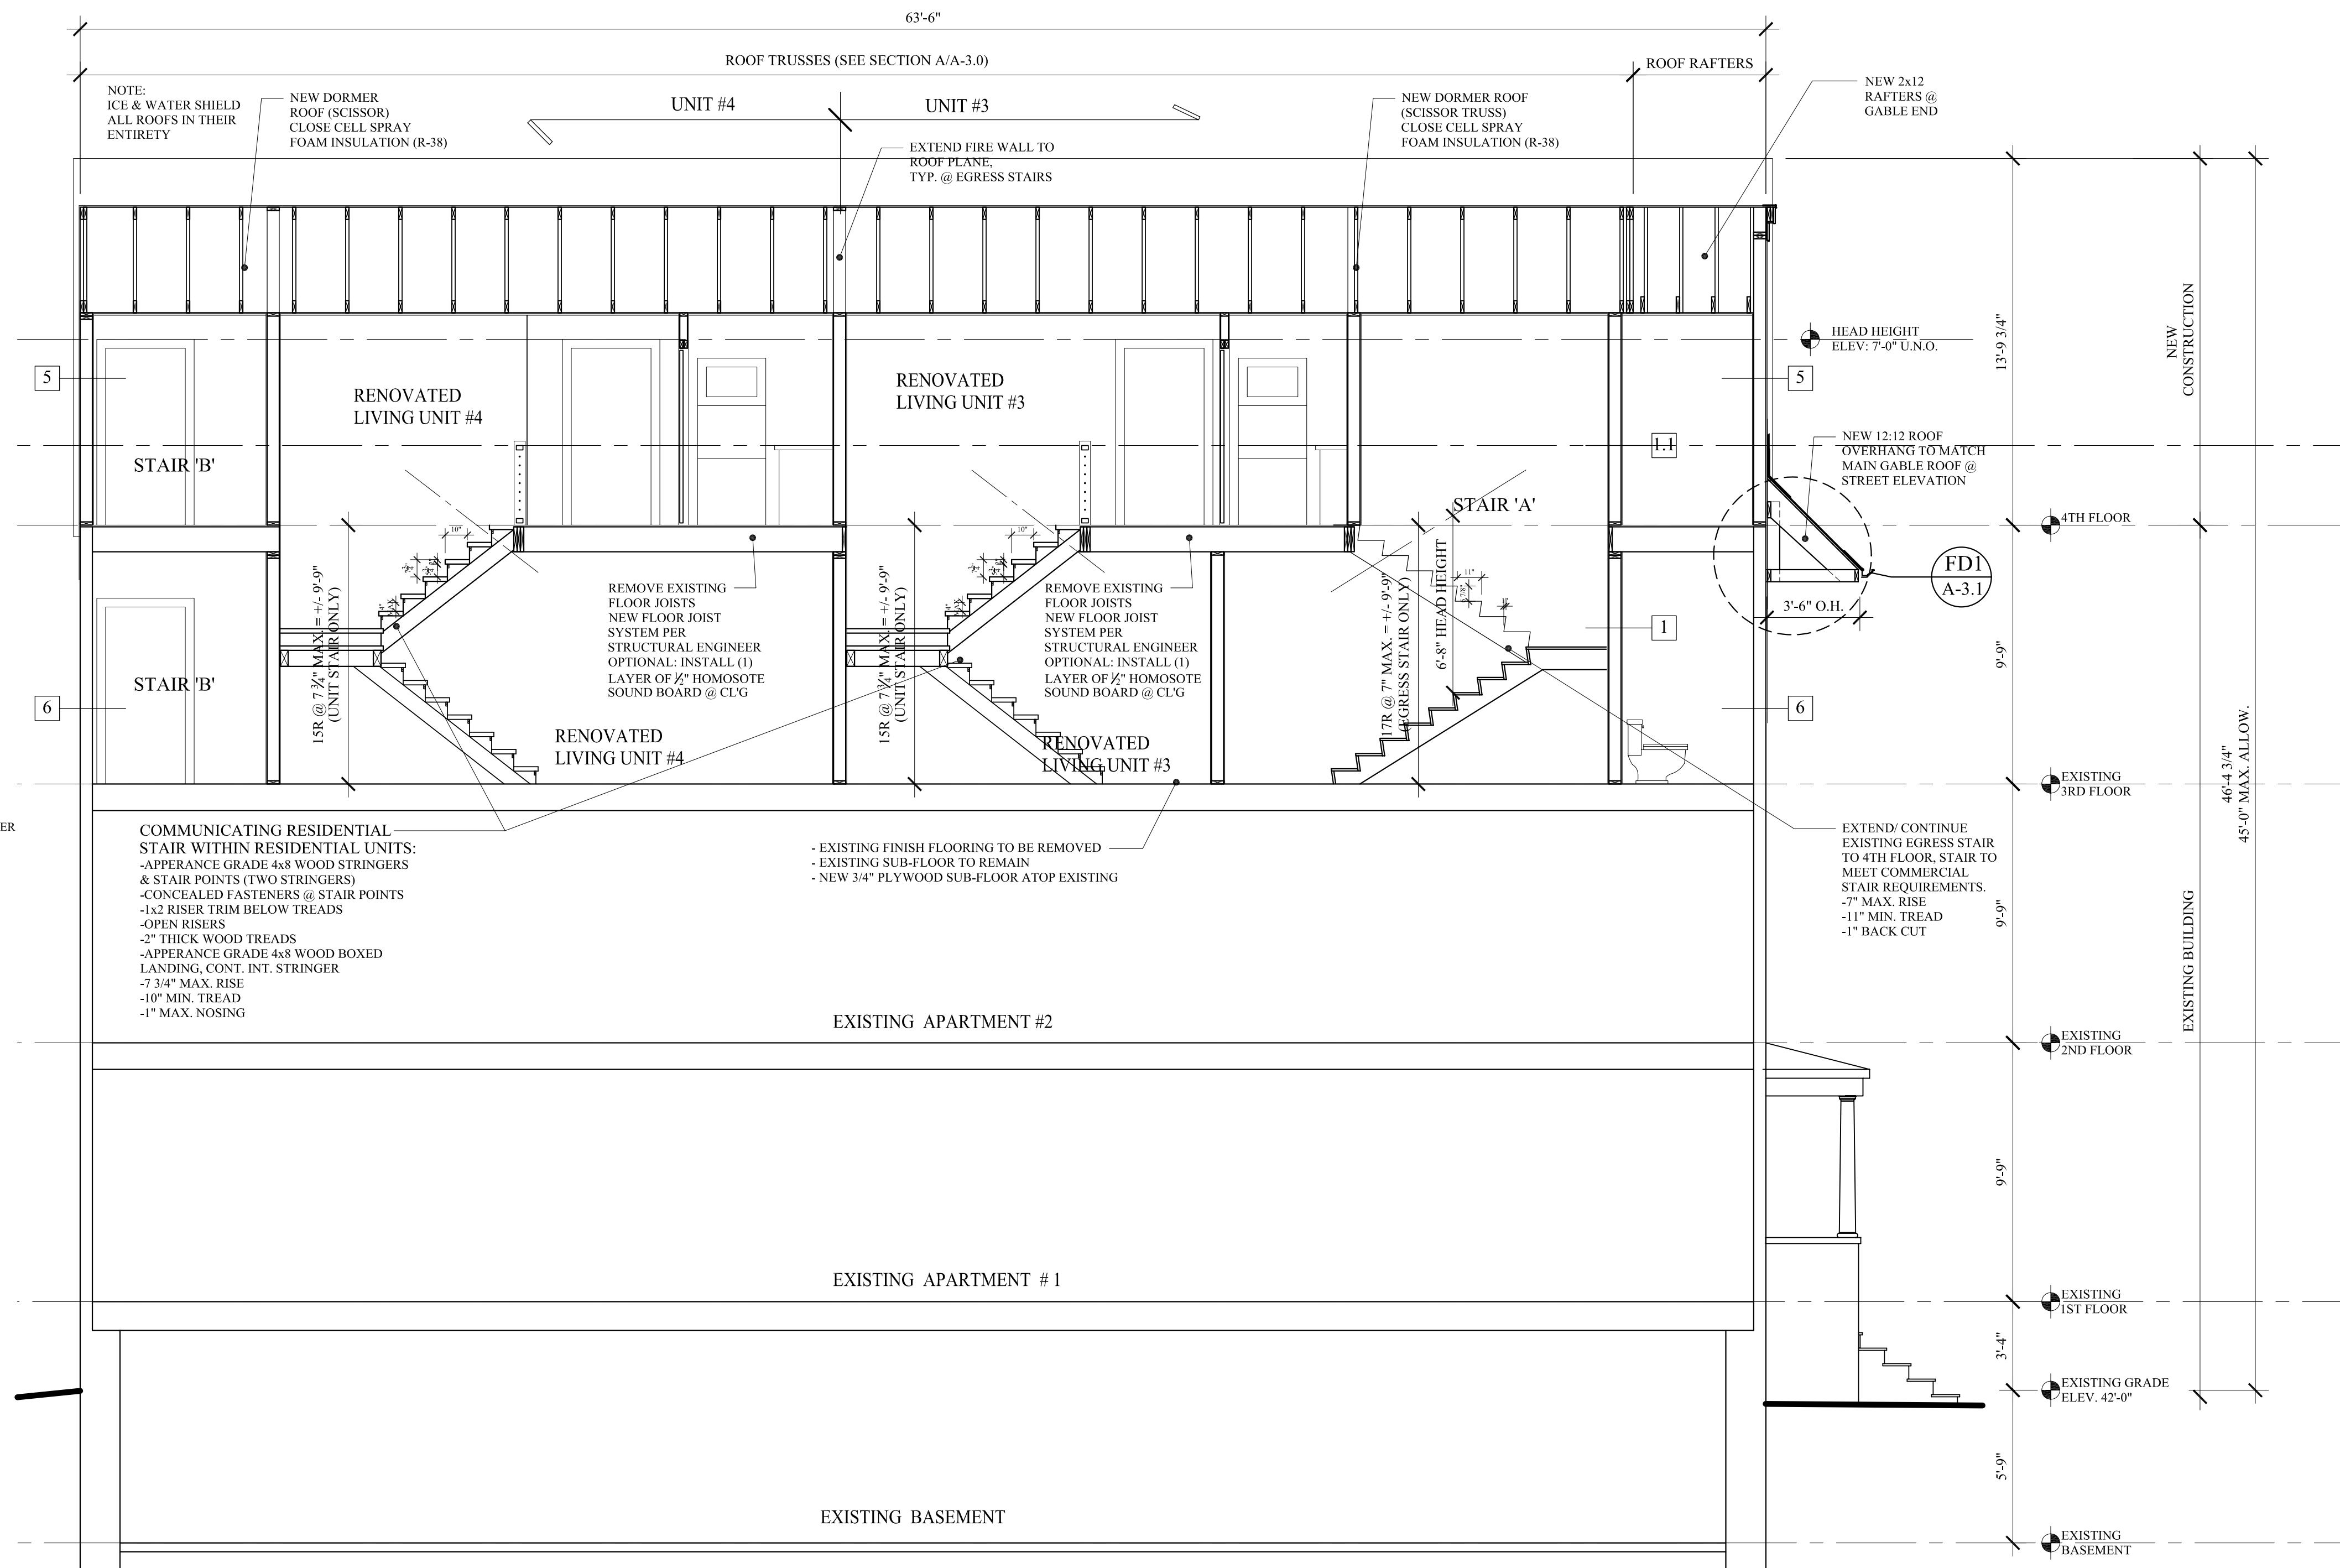 63'-6"
ROOF TRUSSES (SEE SECTION A/A-3.0)
ROOF RAFTERS
NOTE:
ICE & WATER SHIELD
ALL ROOFS IN THEIR
ENTIRETY
NEW DORMER
ROOF (SCISSOR)
CLOSE CELL SPRAY
FOAM INSULATION (R-38)
UNIT #4
UNIT #3
EXTEND FIRE WALL TO
ROOF PLANE,
TYP. @ EGRESS STAIRS
NEW DORMER ROOF
(SCISSOR TRUSS)
CLOSE CELL SPRAY
FOAM INSULATION (R-38)
NEW 2x12
RAFTERS @
GABLE END
HEAD HEIGHT
ELEV: 7'-0" U.N.O.
13'-9 3/4"
NEW
CONSTRUCTION
5
RENOVATED
LIVING UNIT #4
RENOVATED
LIVING UNIT #3
5
1.1
NEW 12:12 ROOF
OVERHANG TO MATCH
MAIN GABLE ROOF @
STREET ELEVATION
STAIR 'B'
STAIR 'A'
4TH FLOOR
FD1
A-3.1
3'-6" O.H.
10"
10"
11"
15R @ 7 3/4" MAX. = +/- 9'-9"
(UNIT STAIR ONLY)
REMOVE EXISTING
FLOOR JOISTS
NEW FLOOR JOIST
SYSTEM PER
STRUCTURAL ENGINEER
OPTIONAL: INSTALL (1)
LAYER OF ½" HOMOSOTE
SOUND BOARD @ CL'G
15R @ 7 3/4" MAX. = +/- 9'-9"
(UNIT STAIR ONLY)
REMOVE EXISTING
FLOOR JOISTS
NEW FLOOR JOIST
SYSTEM PER
STRUCTURAL ENGINEER
OPTIONAL: INSTALL (1)
LAYER OF ½" HOMOSOTE
SOUND BOARD @ CL'G
17R @ 7" MAX. = +/- 9'-9"
(EGRESS STAIR ONLY)
6'-8" HEAD HEIGHT
1
9'-9"
STAIR 'B'
6
6
RENOVATED
LIVING UNIT #4
RENOVATED
LIVING UNIT #3
EXISTING
3RD FLOOR
46'-4 3/4"
45'-0" MAX. ALLOW.
ER
COMMUNICATING RESIDENTIAL
STAIR WITHIN RESIDENTIAL UNITS:
-APPERANCE GRADE 4x8 WOOD STRINGERS
& STAIR POINTS (TWO STRINGERS)
-CONCEALED FASTENERS @ STAIR POINTS
-1x2 RISER TRIM BELOW TREADS
-OPEN RISERS
-2" THICK WOOD TREADS
-APPERANCE GRADE 4x8 WOOD BOXED
LANDING, CONT. INT. STRINGER
-7 3/4" MAX. RISE
-10" MIN. TREAD
-1" MAX. NOSING
- EXISTING FINISH FLOORING TO BE REMOVED
- EXISTING SUB-FLOOR TO REMAIN
- NEW 3/4" PLYWOOD SUB-FLOOR ATOP EXISTING
EXTEND/ CONTINUE
EXISTING EGRESS STAIR
TO 4TH FLOOR, STAIR TO
MEET COMMERCIAL
STAIR REQUIREMENTS.
-7" MAX. RISE
-11" MIN. TREAD
-1" BACK CUT
9'-9"
EXISTING BUILDING
EXISTING APARTMENT #2
EXISTING
2ND FLOOR
9'-9"
EXISTING APARTMENT # 1
EXISTING
1ST FLOOR
3'-4"
EXISTING GRADE
ELEV. 42'-0"
5'-9"
EXISTING BASEMENT
EXISTING
BASEMENT